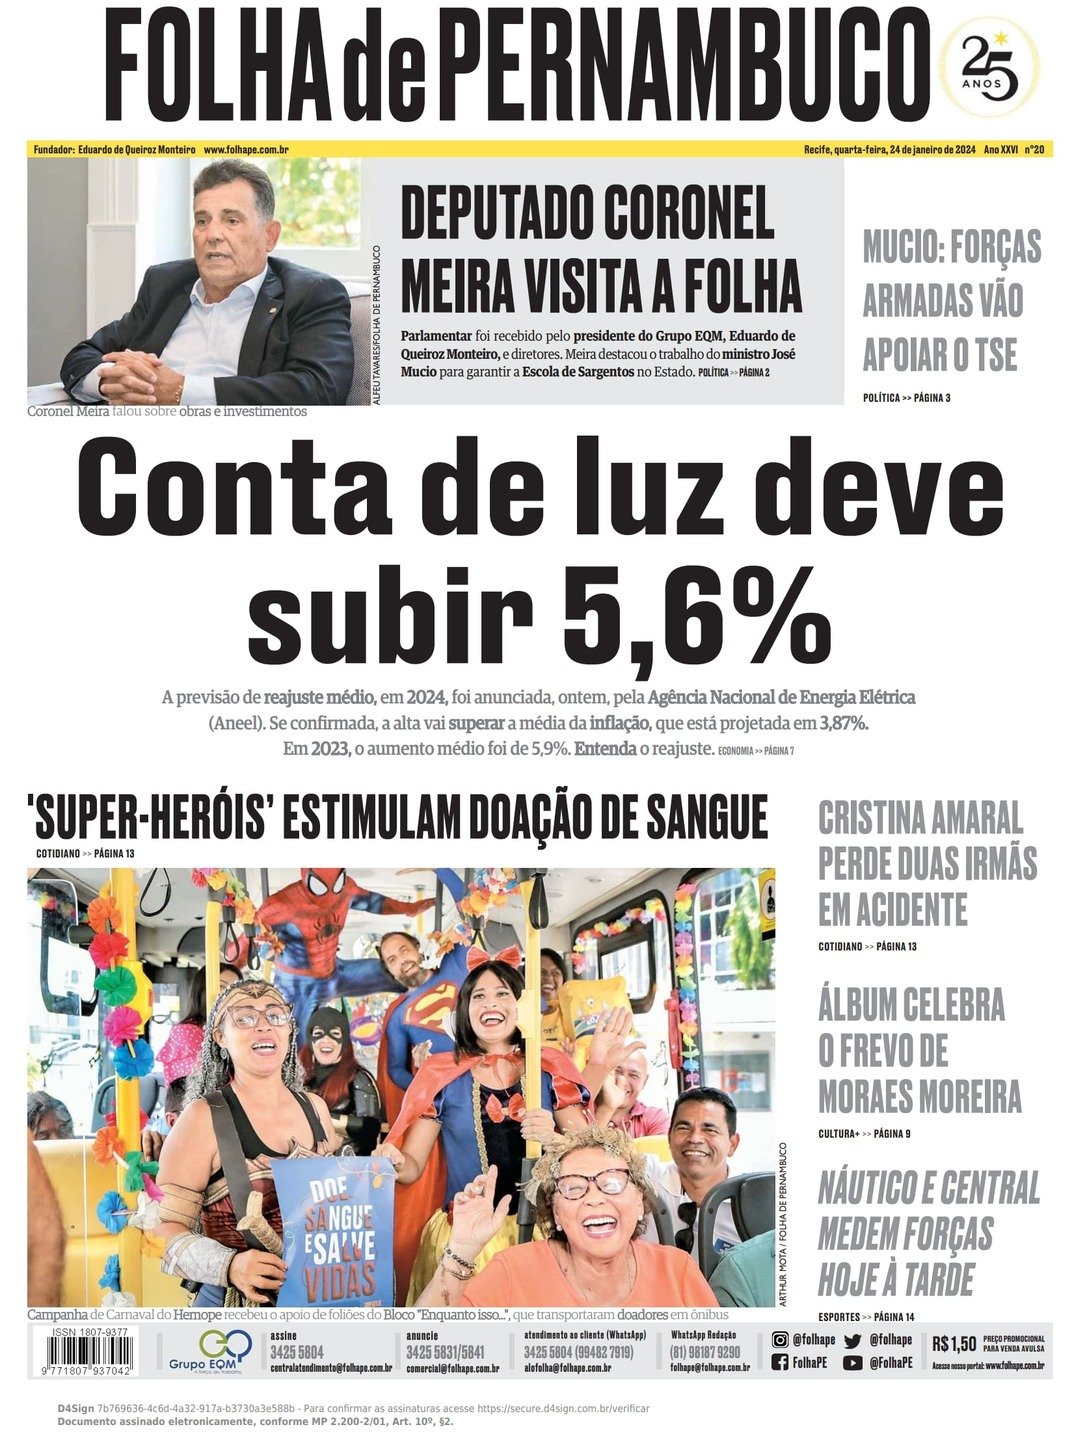 FOLHA de PERNAMBUCO
25
ANOS
Fundador: Eduardo de Queiroz Monteiro www.folhape.com.br
Recife, quarta-feira, 24 de janeiro de 2024 Ano XXVI nº20
DEPUTADO CORONEL
MEIRA VISITA A FOLHA
Parlamentar foi recebido pelo presidente do Grupo EQM, Eduardo de
Queiroz Monteiro, e diretores. Meira destacou o trabalho do ministro José
Mucio para garantir a Escola de Sargentos no Estado. POLÍTICA >> PÁGINA 2
ALFEU TAVARES/FOLHA DE PERNAMBUCO
Coronel Meira falou sobre obras e investimentos
MUCIO: FORÇAS
ARMADAS VÃO
APOIAR O TSE
POLÍTICA >> PÁGINA 3
Conta de luz deve
subir 5,6%
A previsão de reajuste médio, em 2024, foi anunciada, ontem, pela Agência Nacional de Energia Elétrica
(Aneel). Se confirmada, a alta vai superar a média da inflação, que está projetada em 3,87%.
Em 2023, o aumento médio foi de 5,9%. Entenda o reajuste. ECONOMIA >> PÁGINA 7
'SUPER-HERÓIS’ ESTIMULAM DOAÇÃO DE SANGUE
COTIDIANO >> PÁGINA 13
DOE
SANGUE
E SALVE
VIDAS
ARTHUR MOTA / FOLHA DE PERNAMBUCO
Campanha de Carnaval do Hemope recebeu o apoio de foliões do Bloco "Enquanto isso...", que transportaram doadores em ônibus
CRISTINA AMARAL
PERDE DUAS IRMÃS
EM ACIDENTE
COTIDIANO >> PÁGINA 13
ÁLBUM CELEBRA
O FREVO DE
MORAES MOREIRA
CULTURA+ >> PÁGINA 9
NÁUTICO E CENTRAL
MEDEM FORÇAS
HOJE À TARDE
ESPORTES >> PÁGINA 14
ISSN 1807-9377
9 771807 937042
Grupo EQM
A força do trabalho
assine
3425 5804
centralatendimento@folhape.com.br
anuncie
3425 5831/5841
comercial@folhape.com.br
atendimento ao cliente (WhatsApp)
3425 5804 (99482 7919)
alofolha@folhape.com.br
WhatsApp Redação
(81) 98187 9290
folhape@folhape.com.br
@folhape
FolhaPE
@folhape
@FolhaPE
R$ 1,50 PREÇO PROMOCIONAL
PARA VENDA AVULSA
Acesse nosso portal: www.folhape.com.br
D4Sign 7b769636-4c6d-4a32-917a-b3730a3e588b - Para confirmar as assinaturas acesse https://secure.d4sign.com.br/verificar
Documento assinado eletronicamente, conforme MP 2.200-2/01, Art. 10º, §2.